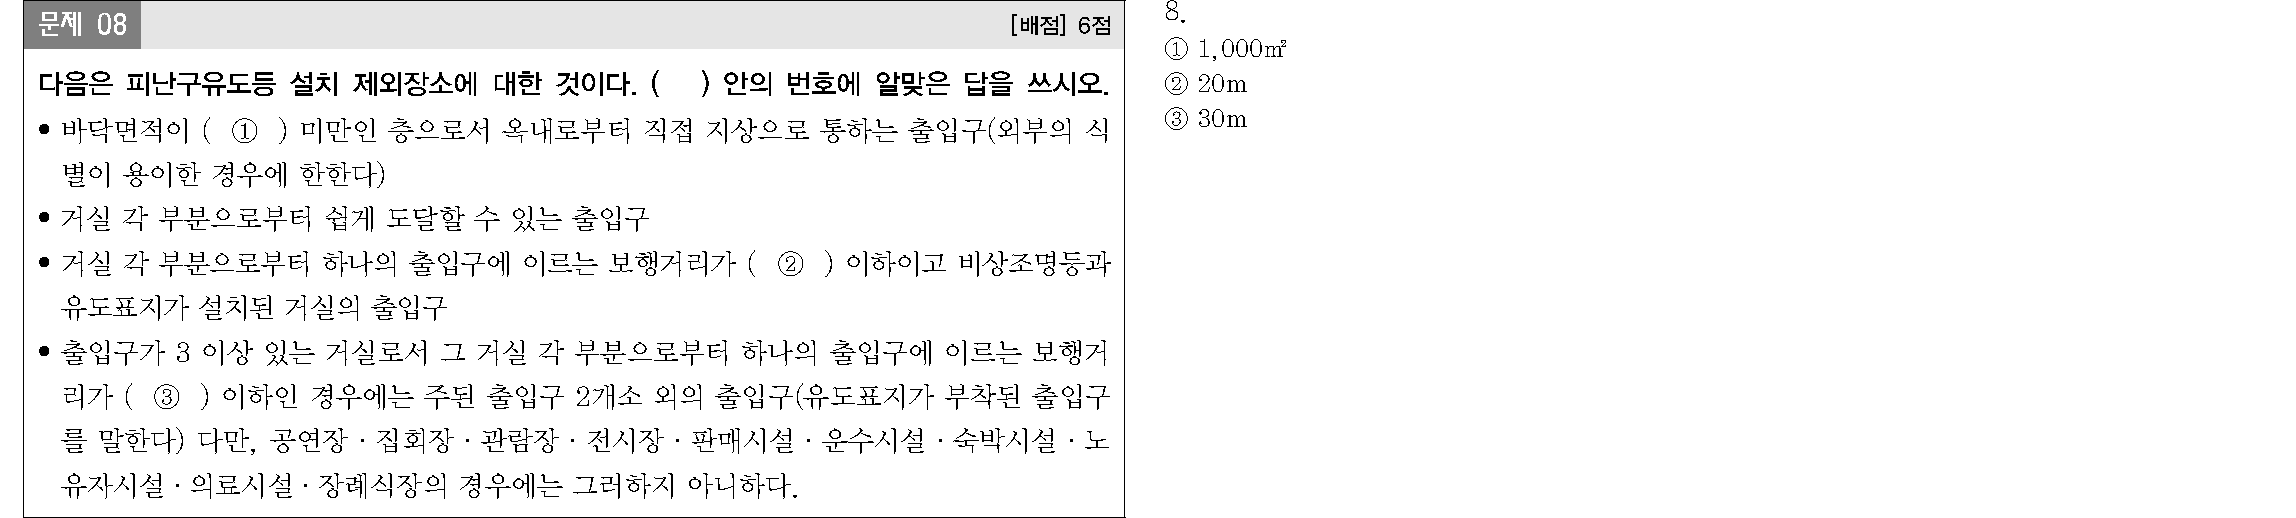 문제 08
[배점] 6점
다음은 피난구유도등 설치 제외장소에 대한 것이다. (    ) 안의 번호에 알맞은 답을 쓰시오.
• 바닥면적이 ( ① ) 미만인 층으로서 옥내로부터 직접 지상으로 통하는 출입구(외부의 식
별이 용이한 경우에 한한다)
• 거실 각 부분으로부터 쉽게 도달할 수 있는 출입구
• 거실 각 부분으로부터 하나의 출입구에 이르는 보행거리가 ( ② ) 이하이고 비상조명등과
유도표지가 설치된 거실의 출입구
• 출입구가 3 이상 있는 거실로서 그 거실 각 부분으로부터 하나의 출입구에 이르는 보행거
리가 ( ③ ) 이하인 경우에는 주된 출입구 2개소 외의 출입구(유도표지가 부착된 출입구
를 말한다) 다만, 공연장·집회장·관람장·전시장·판매시설·운수시설·숙박시설·노
유자시설·의료시설·장례식장의 경우에는 그러하지 아니하다.
8.
① 1,000㎡
② 20m
③ 30m